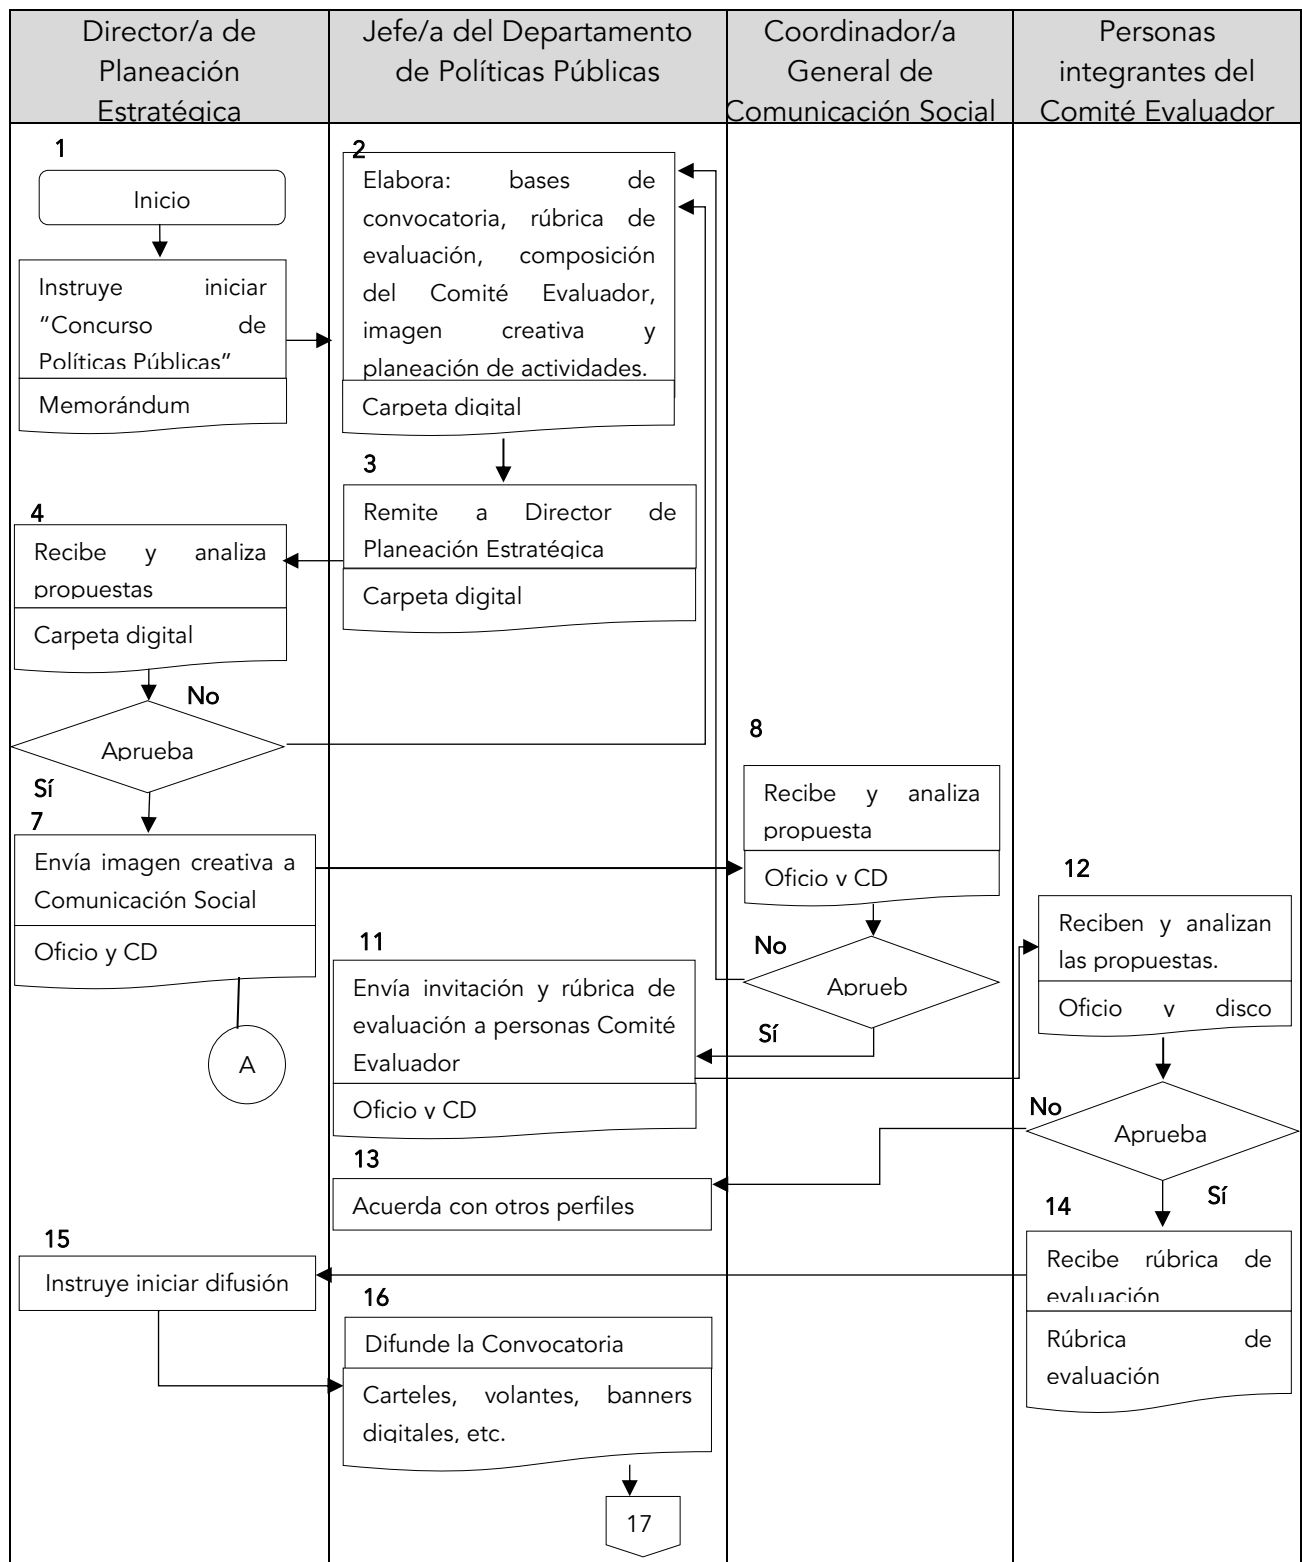 Director/a de
Planeación
Estratégica
Jefe/a del Departamento
de Políticas Públicas
Coordinador/a
General de
Comunicación Social
Personas
integrantes del
Comité Evaluador
1
Inicio
Instruye iniciar
“Concurso de
Políticas Públicas”
Memorándum
2
Elabora: bases de
convocatoria, rúbrica de
evaluación, composición
del Comité Evaluador,
imagen creativa y
planeación de actividades.
Carpeta digital
3
Remite a Director de
Planeación Estratégica
Carpeta digital
4
Recibe y analiza
propuestas
Carpeta digital
No
Aprueba
Sí
7
Envía imagen creativa a
Comunicación Social
Oficio y CD
A
8
Recibe y analiza
propuesta
Oficio y CD
No
Aprueb
Sí
11
Envía invitación y rúbrica de
evaluación a personas Comité
Evaluador
Oficio y CD
12
Reciben y analizan
las propuestas.
Oficio y disco
No
Aprueba
Sí
13
Acuerda con otros perfiles
14
Recibe rúbrica de
evaluación
Rúbrica de
evaluación
15
Instruye iniciar difusión
16
Difunde la Convocatoria
Carteles, volantes, banners
digitales, etc.
17